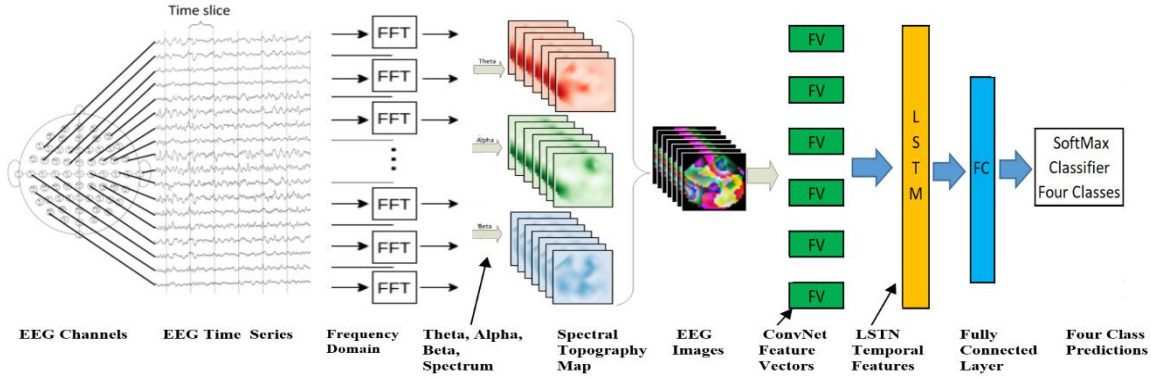 Time slice
FFT
FFT
FFT
FFT
FFT
FFT
Theta
Alpha
Beta
FV
FV
FV
FV
FV
FV
L
S
T
M
FC
SoftMax
Classifier
Four Classes
EEG Channels
EEG Time Series
Frequency
Domain
Theta, Alpha,
Beta,
Spectrum
Spectral
Topography
Map
EEG
Images
ConvNet
Feature
Vectors
LSTN
Temporal
Features
Fully
Connected
Layer
Four Class
Predictions